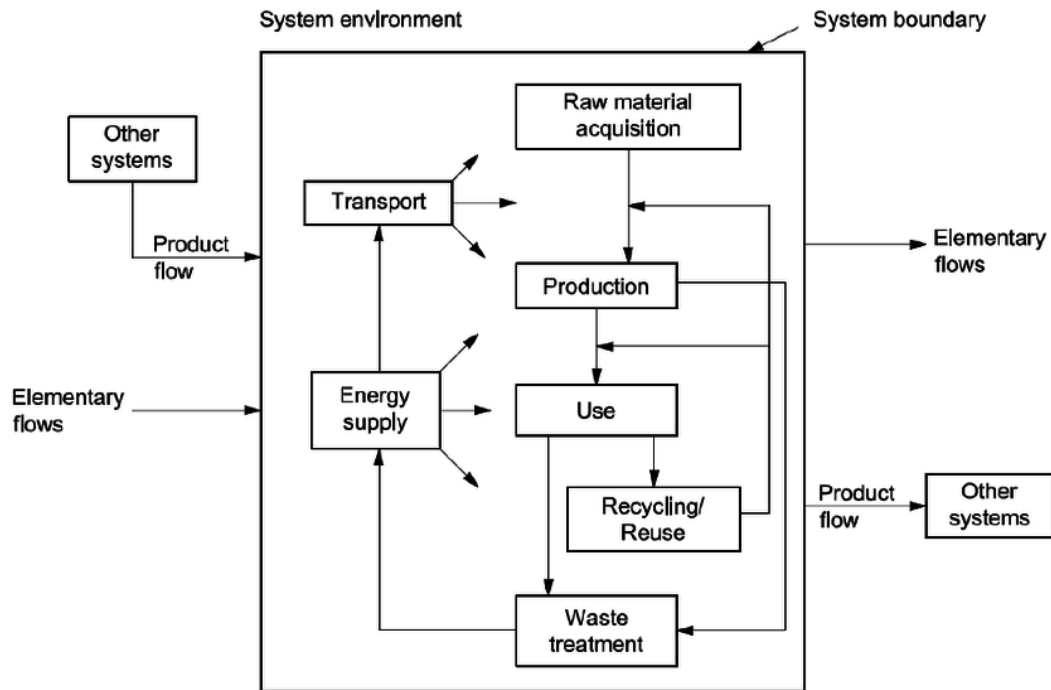 System environment
System boundary
Raw material
acquisition
Other
systems
Transport
Product
flow
Elementary
flows
Production
Energy
supply
Elementary
flows
Use
Recycling/
Reuse
Product
flow
Other
systems
Waste
treatment